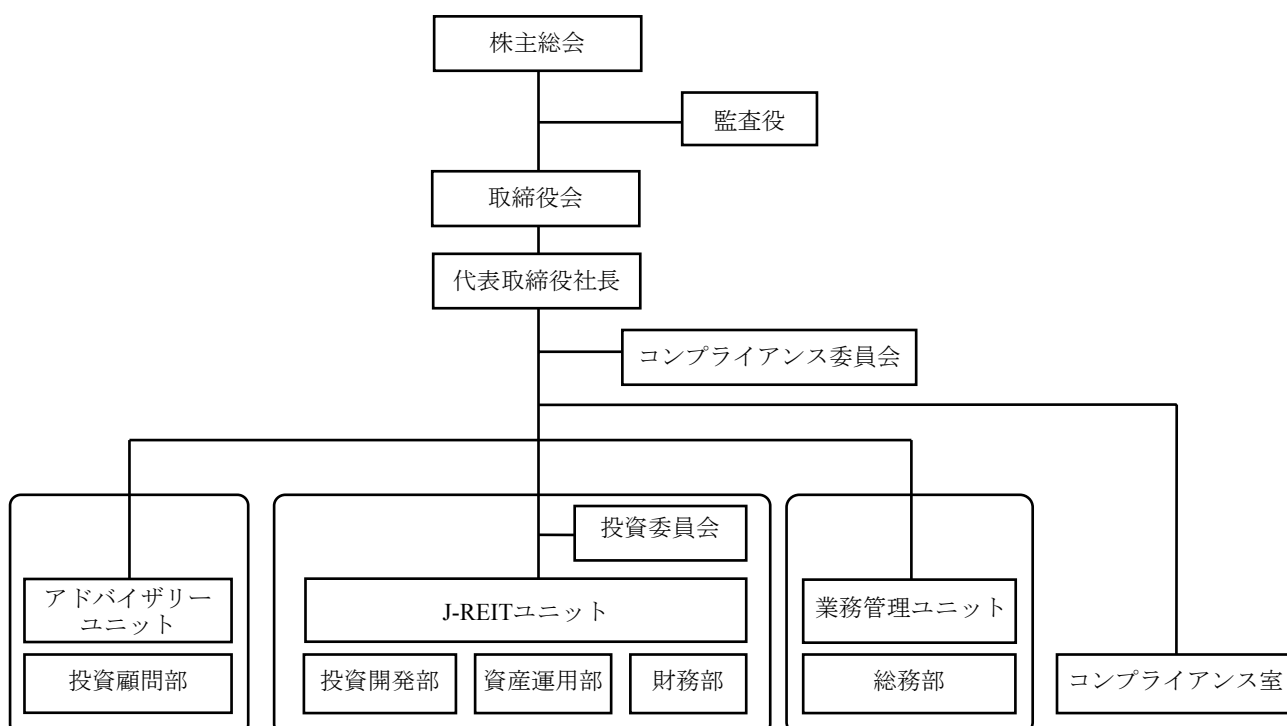 株主総会
監査役
取締役会
代表取締役社長
コンプライアンス委員会
投資委員会
アドバイザリー
ユニット
J-REITユニット
業務管理ユニット
投資顧問部
投資開発部
資産運用部
財務部
総務部
コンプライアンス室